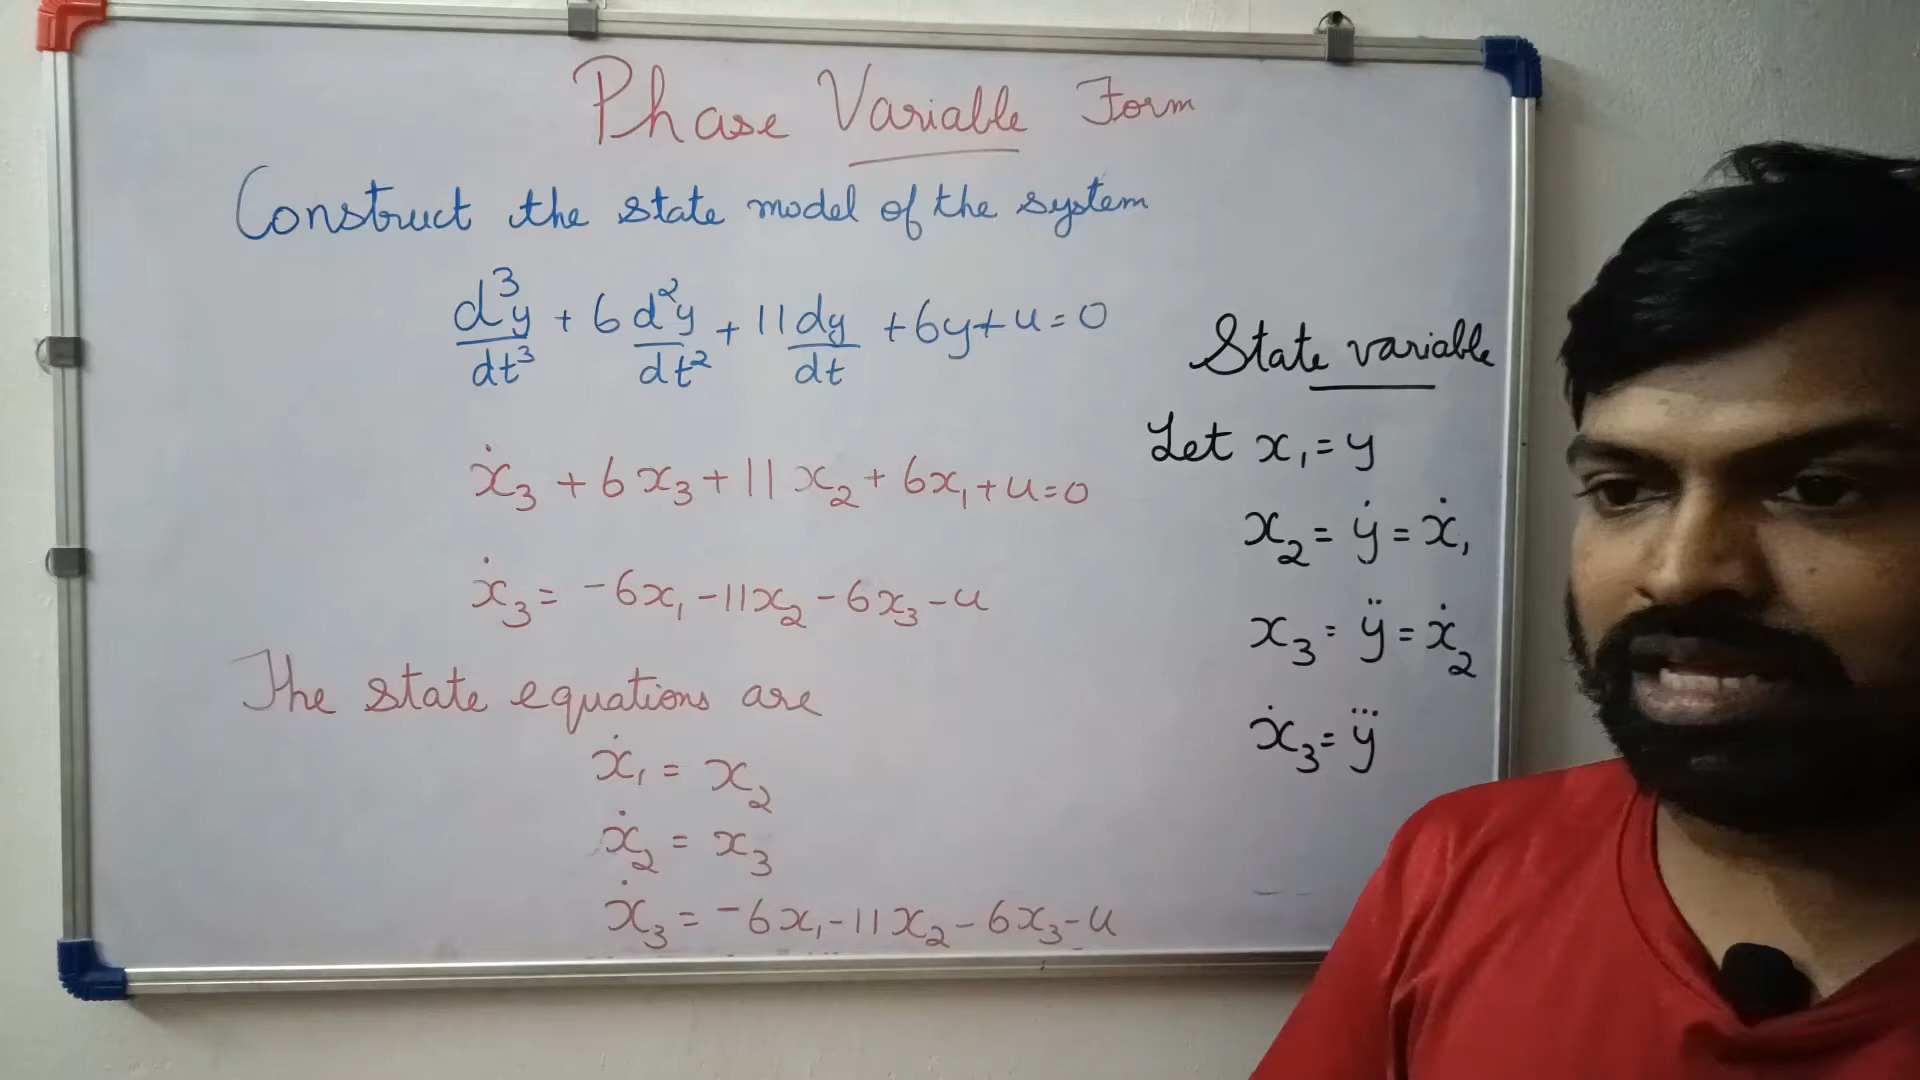 Phase Variable Form
Construct the state model of the system
d³y/dt³ + 6 d²y/dt² + 11 dy/dt + 6y + u = 0
ẋ₃ + 6x₃ + 11x₂ + 6x₁ + u = 0
ẋ₃ = -6x₁ - 11x₂ - 6x₃ - u
The state equations are
ẋ₁ = x₂
ẋ₂ = x₃
ẋ₃ = -6x₁ - 11x₂ - 6x₃ - u
State variable
Let x₁ = y
x₂ = ẏ = ẋ₁
x₃ = ÿ = ẋ₂
ẋ₃ = y⃛